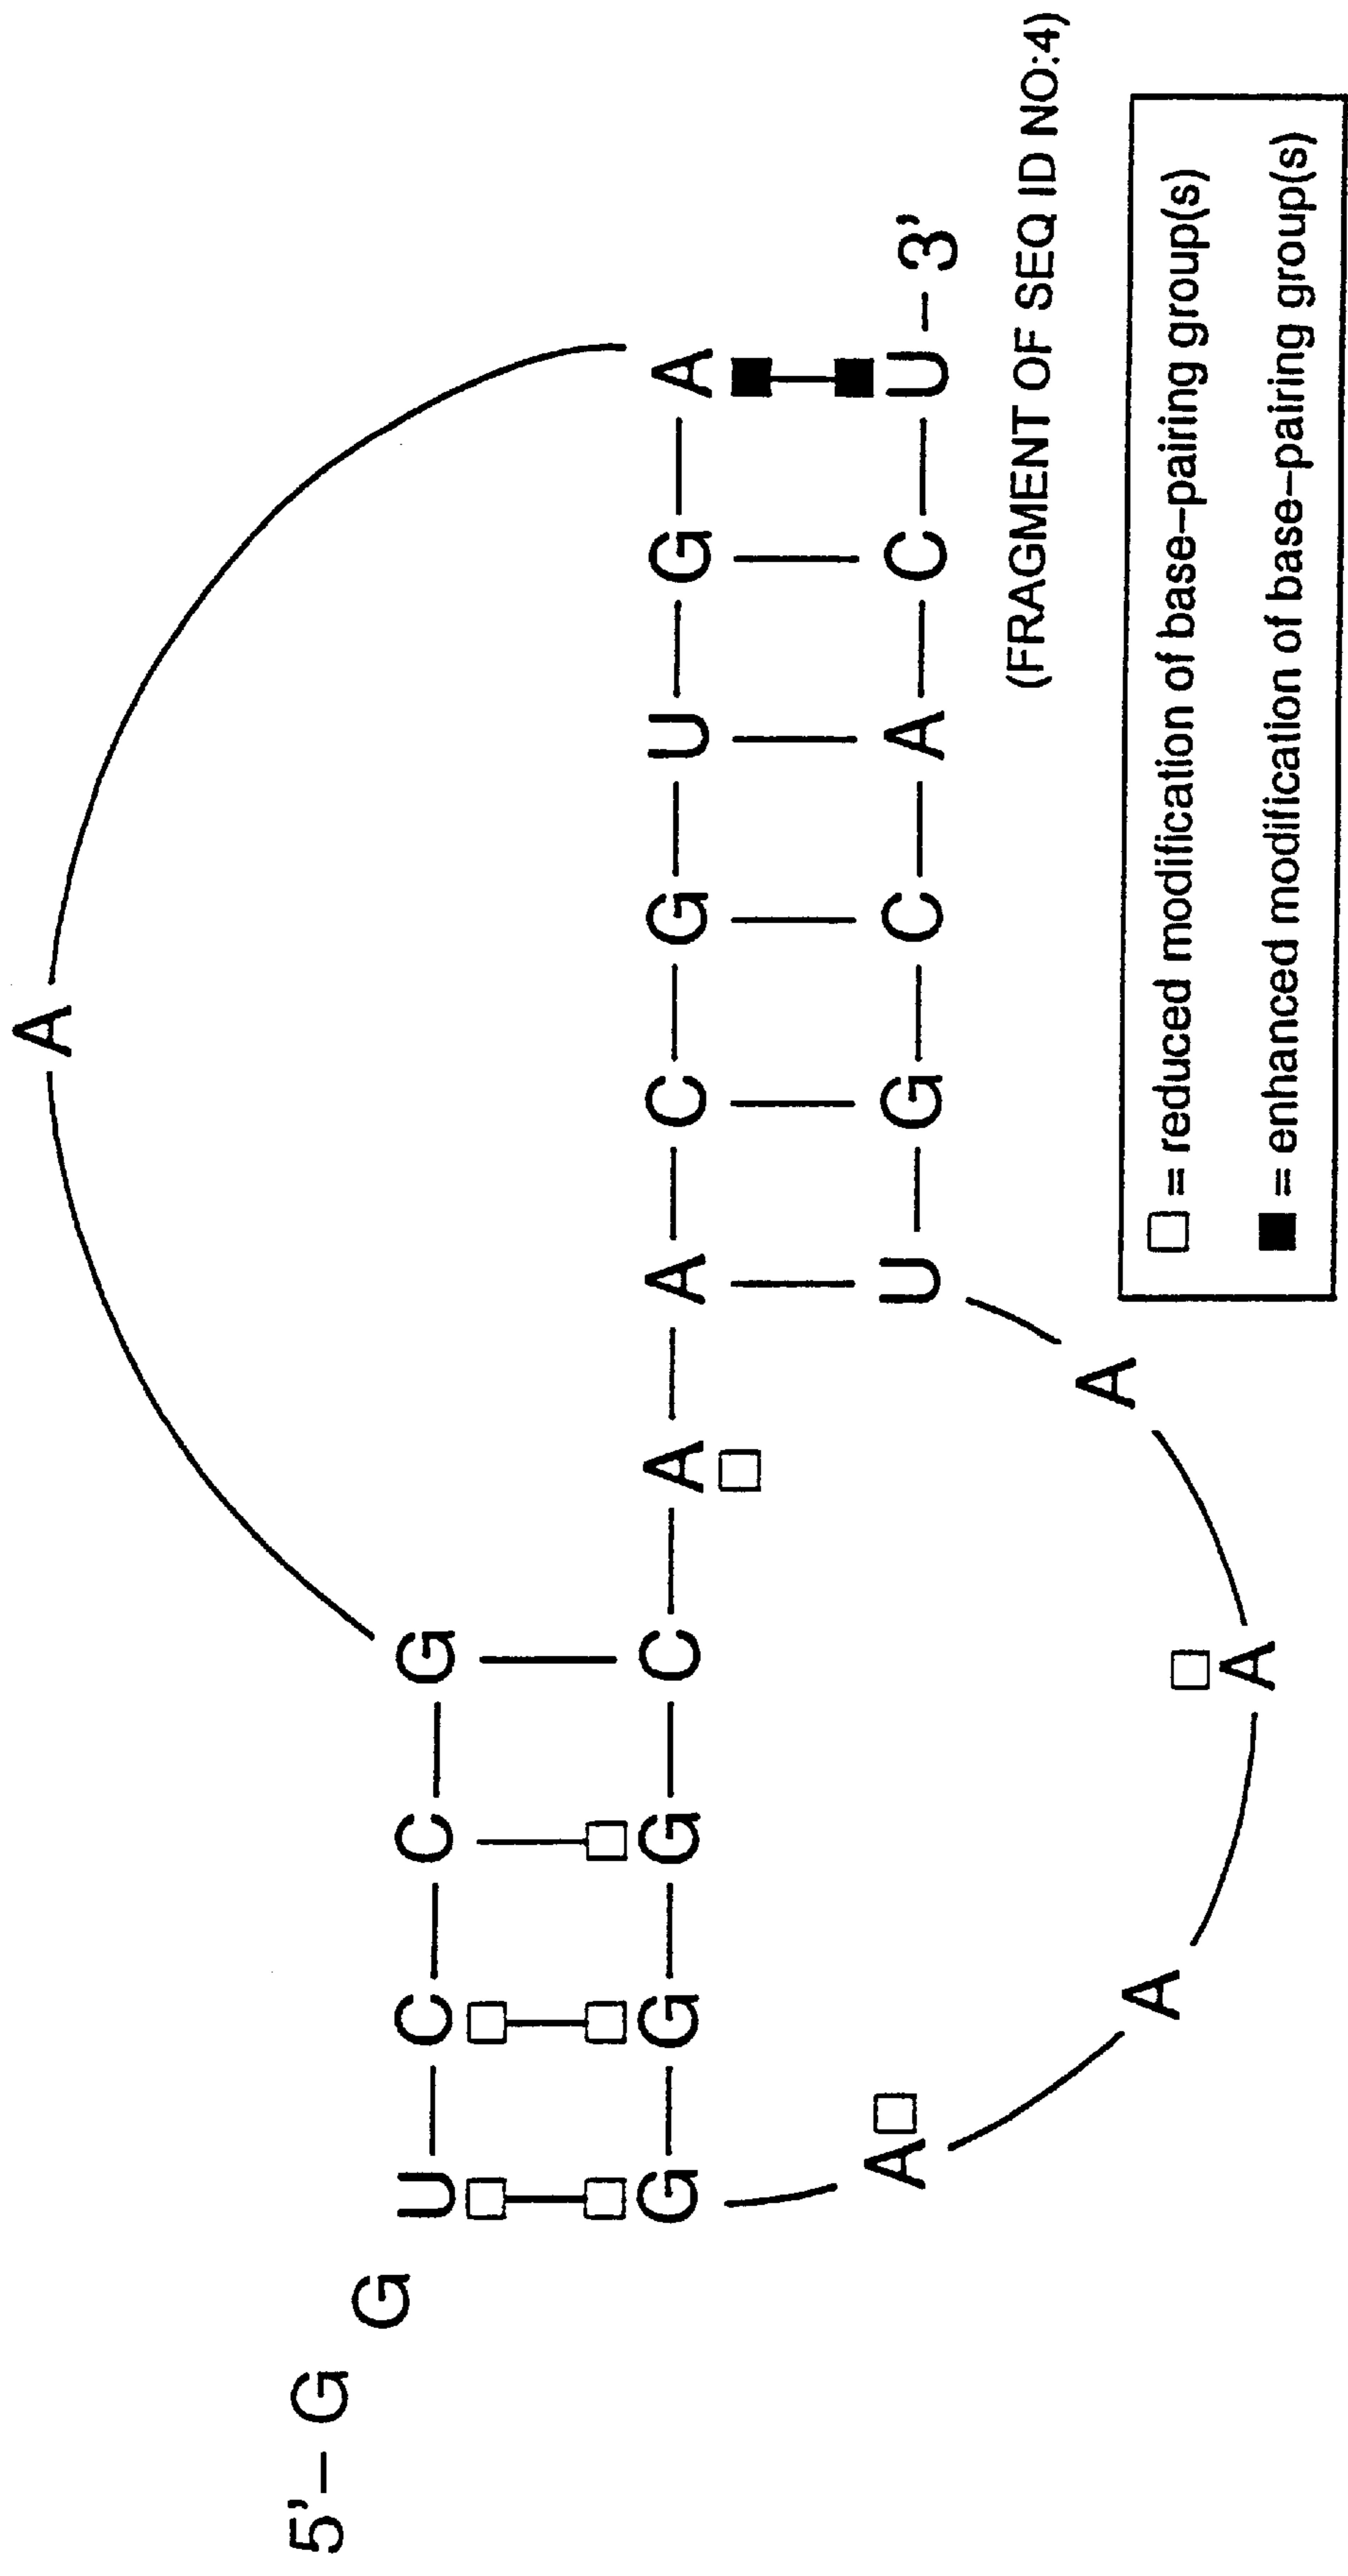 A
5'– G G U C C G
G – G – G – C – A – A – C – G – U – G – A
A
U – G – C – A – C – U – 3'
(FRAGMENT OF SEQ ID NO:4)
A
A
A
□ = reduced modification of base–pairing group(s)
■ = enhanced modification of base–pairing group(s)